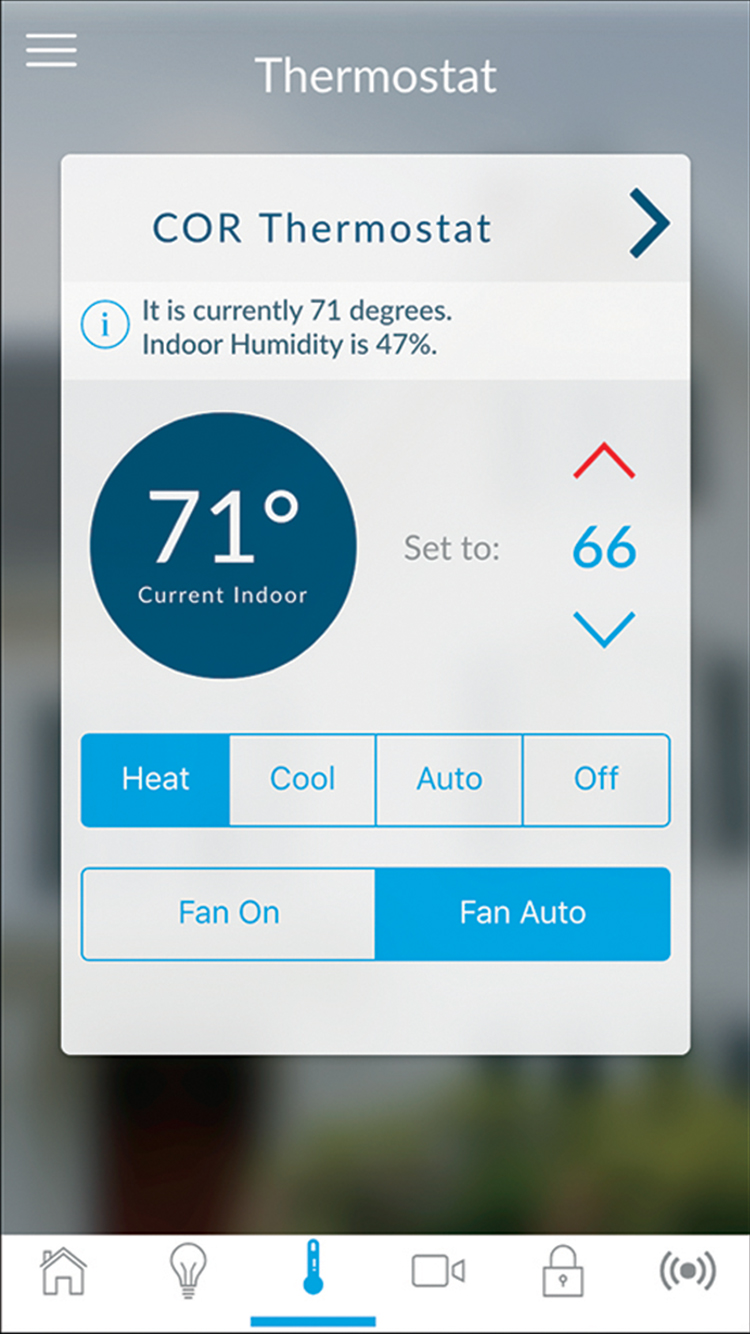 Thermostat
COR Thermostat
i
It is currently 71 degrees.
Indoor Humidity is 47%.
71°
Current Indoor
Set to:
66
Heat Cool Auto Off
Fan On Fan Auto